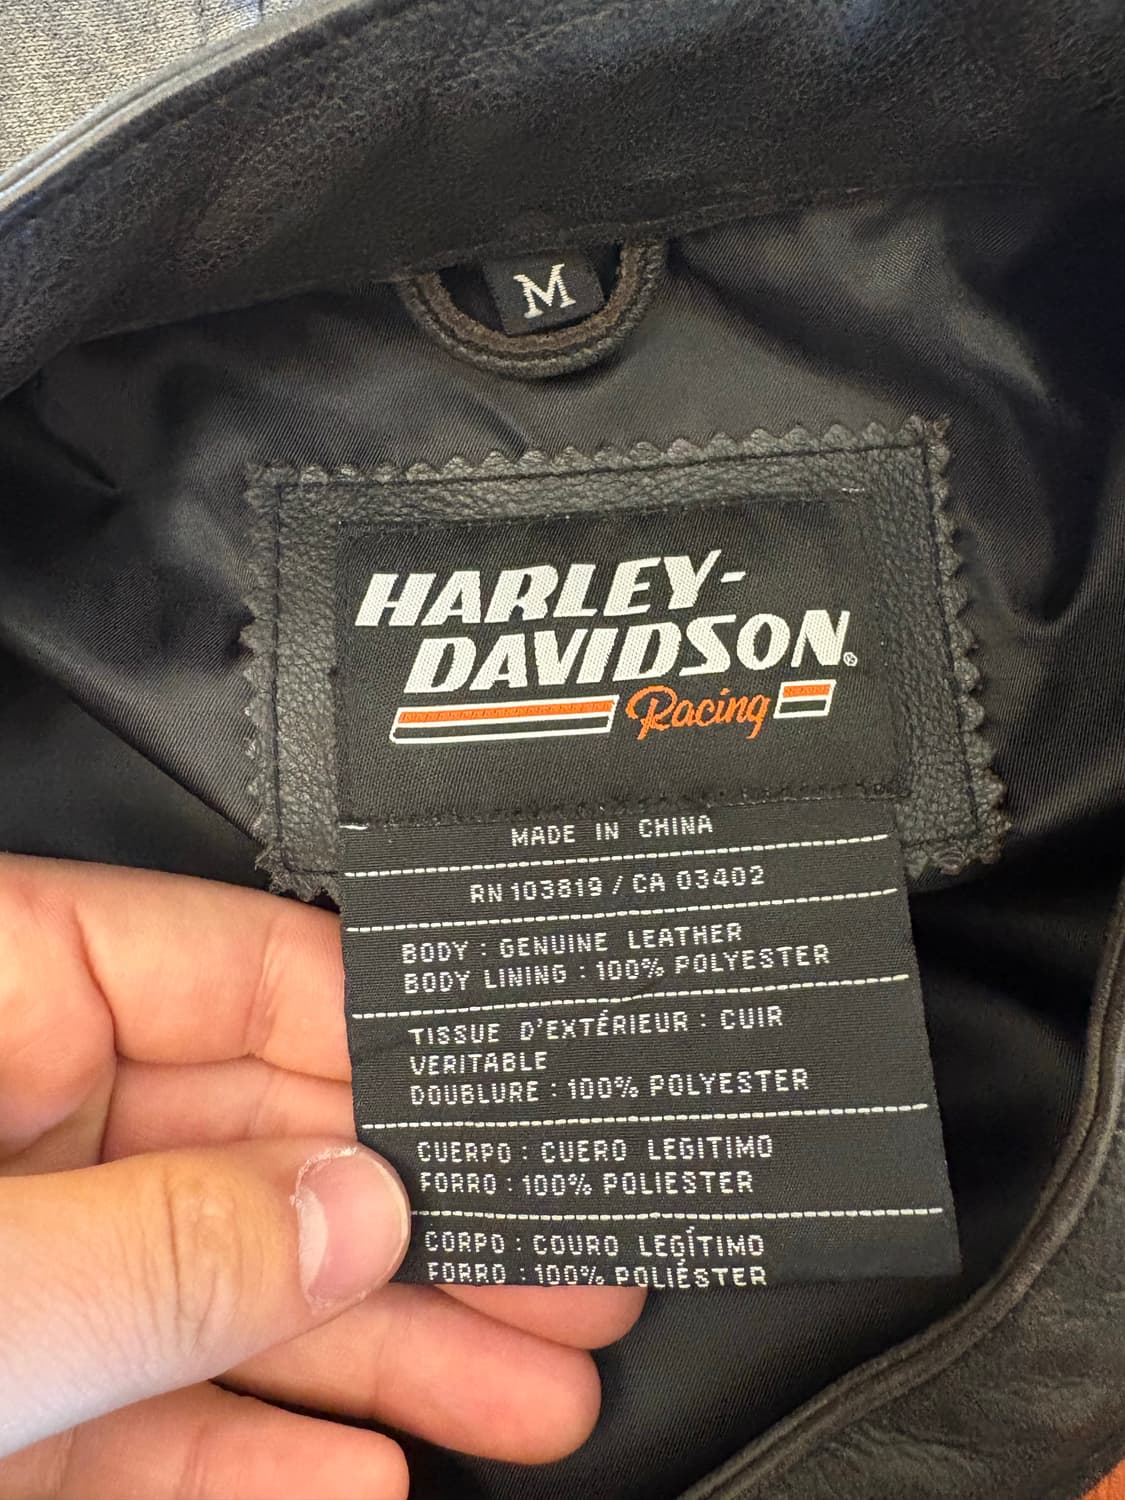 M
HARLEY-
DAVIDSON®
Racing
MADE IN CHINA
RN 103819 / CA 03402
BODY : GENUINE LEATHER
BODY LINING : 100% POLYESTER
TISSUE D'EXTÉRIEUR : CUIR
VERITABLE
DOUBLURE : 100% POLYESTER
CUERPO : CUERO LEGITIMO
FORRO : 100% POLIESTER
CORPO : COURO LEGÍTIMO
FORRO : 100% POLIÉSTER